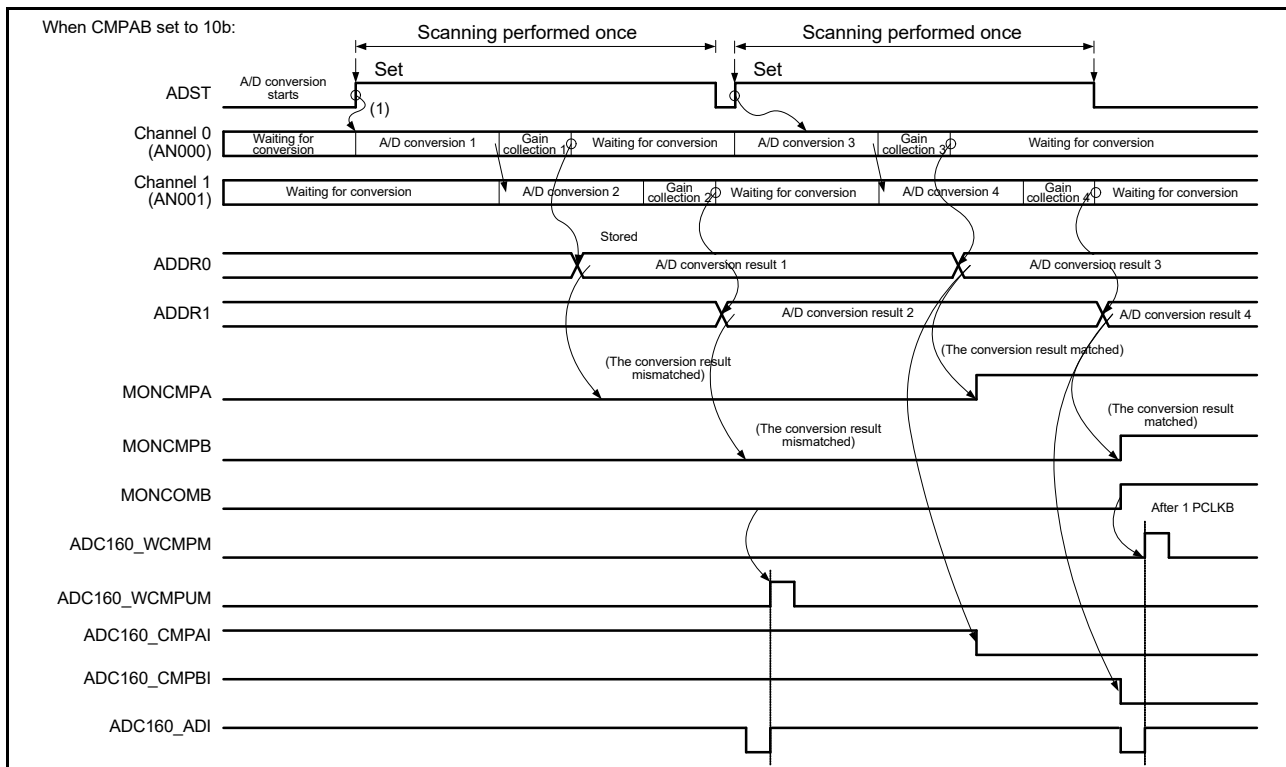 When CMPAB set to 10b:
Scanning performed once
Scanning performed once
Set
Set
ADST
A/D conversion
starts
(1)
Channel 0
(AN000)
Waiting for
conversion
A/D conversion 1
Gain
collection 1
Waiting for conversion
A/D conversion 3
Gain
collection 3
Waiting for conversion
Channel 1
(AN001)
Waiting for conversion
A/D conversion 2
Gain
collection 2
Waiting for conversion
A/D conversion 4
Gain
collection 4
Waiting for conversion
Stored
ADDR0
A/D conversion result 1
A/D conversion result 3
ADDR1
A/D conversion result 2
A/D conversion result 4
(The conversion result
mismatched)
(The conversion result matched)
MONCMPA
(The conversion result
mismatched)
(The conversion result
matched)
MONCMPB
MONCOMB
After 1 PCLKB
ADC160_WCMPM
ADC160_WCMPUM
ADC160_CMPAI
ADC160_CMPBI
ADC160_ADI